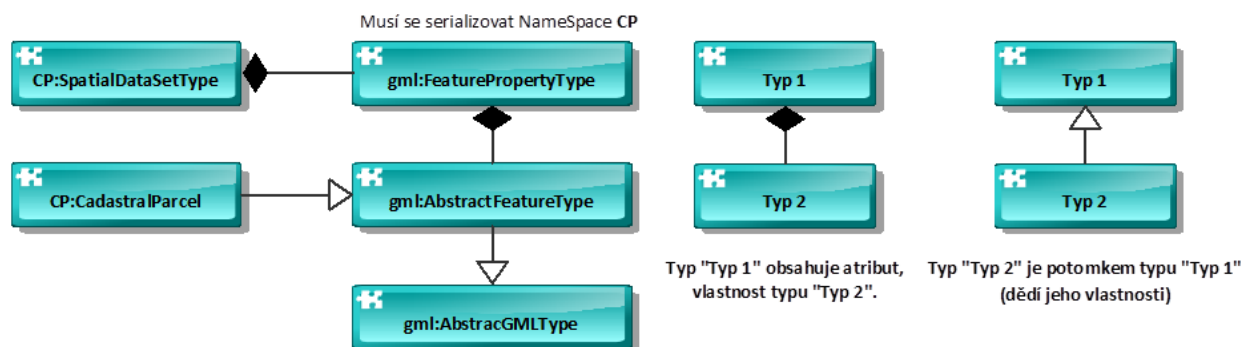 Musí se serializovat NameSpace CP
CP:SpatialDataSetType
gml:FeaturePropertyType
Typ 1
Typ 1
CP:CadastralParcel
gml:AbstractFeatureType
Typ 2
Typ 2
Typ "Typ 1" obsahuje atribut,
vlastnost typu "Typ 2".
Typ "Typ 2" je potomkem typu "Typ 1"
(dědí jeho vlastnosti)
gml:AbstracGMLType